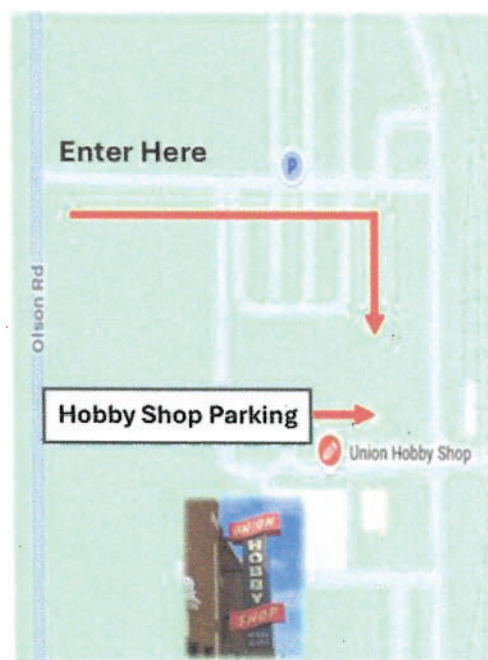 Enter Here
P
Olson Rd
Hobby Shop Parking
Union Hobby Shop
UNION
HOBBY
SHOP